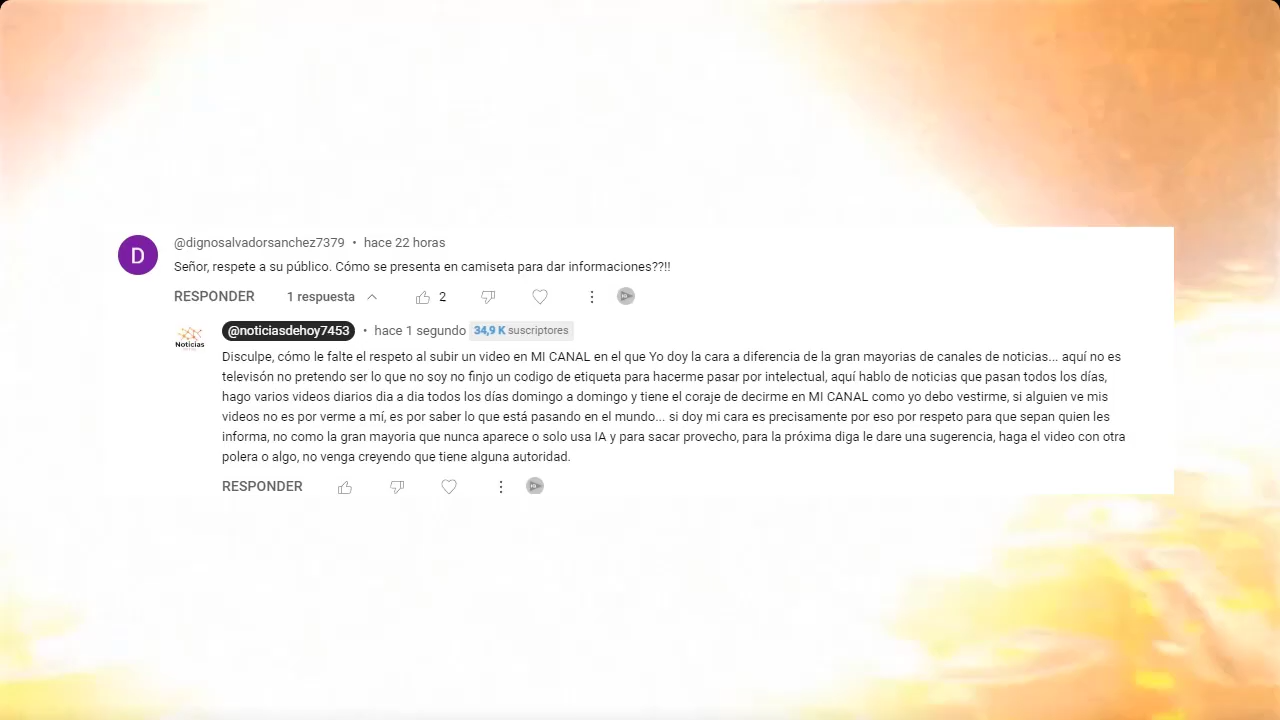 D
@dignosalvadorsanchez7379 • hace 22 horas
Señor, respete a su público. Cómo se presenta en camiseta para dar informaciones??!!
RESPONDER 1 respuesta 2
Noticias
@noticiasdehoy7453 • hace 1 segundo 34,9 K suscriptores
Disculpe, cómo le falte el respeto al subir un video en MI CANAL en el que Yo doy la cara a diferencia de la gran mayorias de canales de noticias... aquí no es
televisón no pretendo ser lo que no soy no finjo un codigo de etiqueta para hacerme pasar por intelectual, aquí hablo de noticias que pasan todos los días,
hago varios videos diarios dia a dia todos los días domingo a domingo y tiene el coraje de decirme en MI CANAL como yo debo vestirme, si alguien ve mis
videos no es por verme a mí, es por saber lo que está pasando en el mundo... si doy mi cara es precisamente por eso por respeto para que sepan quien les
informa, no como la gran mayoria que nunca aparece o solo usa IA y para sacar provecho, para la próxima diga le dare una sugerencia, haga el video con otra
polera o algo, no venga creyendo que tiene alguna autoridad.
RESPONDER